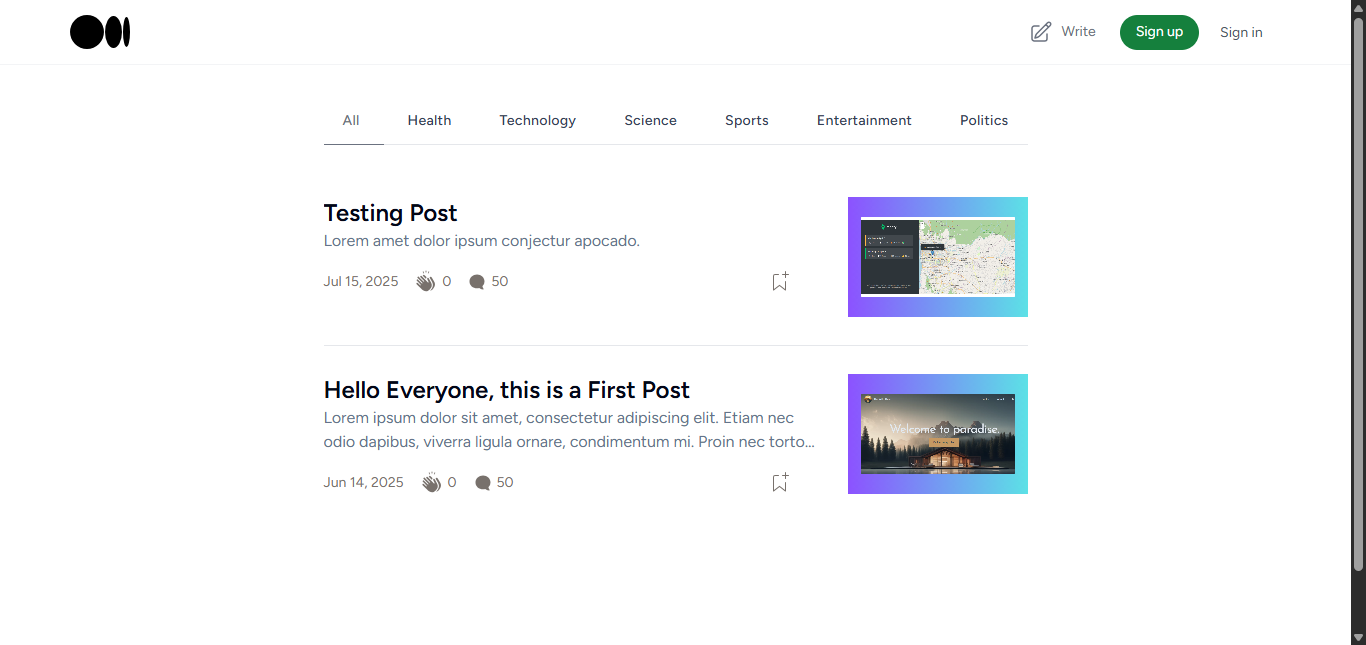 Write
Sign up
Sign in
All
Health
Technology
Science
Sports
Entertainment
Politics
Testing Post
Lorem amet dolor ipsum conjectur apocado.
Jul 15, 2025
0
50
Hello Everyone, this is a First Post
Lorem ipsum dolor sit amet, consectetur adipiscing elit. Etiam nec
odio dapibus, viverra ligula ornare, condimentum mi. Proin nec torto...
Welcome to paradise.
Jun 14, 2025
0
50